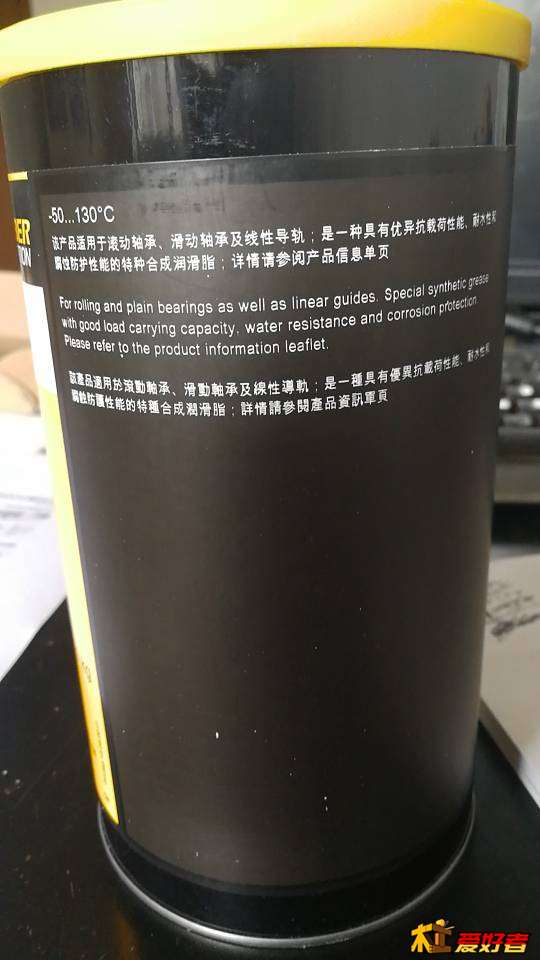 -50...130°C
该产品适用于滚动轴承、滑动轴承及线性导轨；是一种具有优异抗载荷性能、耐水性和
腐蚀防护性能的特种合成润滑脂；详情请参阅产品信息单页
For rolling and plain bearings as well as linear guides. Special synthetic grease
with good load carrying capacity, water resistance and corrosion protection.
Please refer to the product information leaflet.
該產品適用於滾動軸承、滑動軸承及線性導軌；是一種具有優異抗載荷性能、耐水性和
腐蝕防護性能的特種合成潤滑脂；詳情請參閱產品資訊單頁
杠爱好者